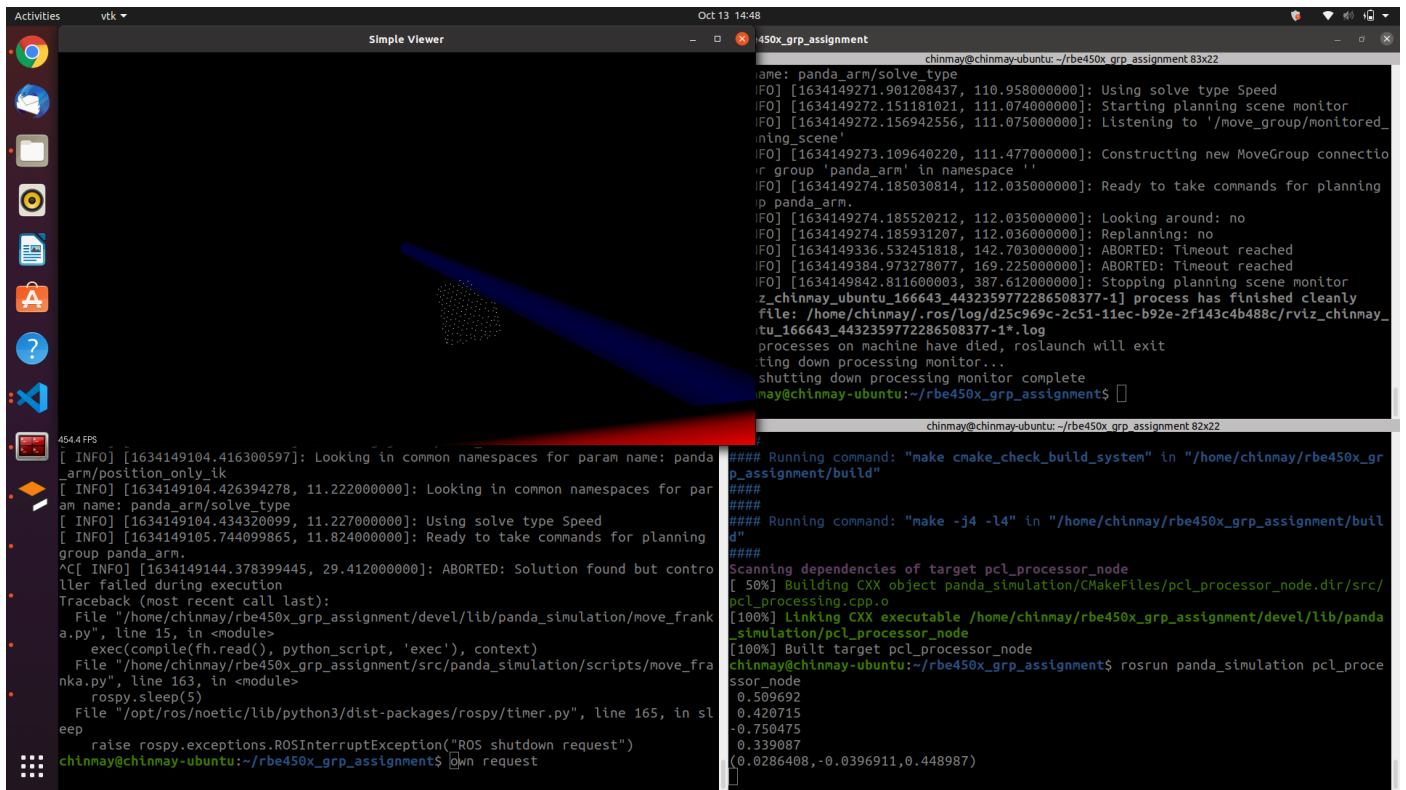 Activities
vtk
Oct 13 14:48
Simple Viewer
450x_grp_assignment
chinmay@chinmay-ubuntu: ~/rbe450x_grp_assignment 83x22
ame: panda_arm/solve_type
FO] [1634149271.901208437, 110.958000000]: Using solve type Speed
FO] [1634149272.151181021, 111.074000000]: Starting planning scene monitor
FO] [1634149272.156942556, 111.075000000]: Listening to '/move_group/monitored_
ning_scene'
FO] [1634149273.109640220, 111.477000000]: Constructing new MoveGroup connectio
or group 'panda_arm' in namespace ''
FO] [1634149274.185030814, 112.035000000]: Ready to take commands for planning
p panda_arm.
FO] [1634149274.185520212, 112.035000000]: Looking around: no
FO] [1634149274.185931207, 112.036000000]: Replanning: no
FO] [1634149336.532451818, 142.703000000]: ABORTED: Timeout reached
FO] [1634149384.973278077, 169.225000000]: ABORTED: Timeout reached
FO] [1634149842.811600003, 387.612000000]: Stopping planning scene monitor
z_chinmay_ubuntu_166643_4432359772286508377-1] process has finished cleanly
file: /home/chinmay/.ros/log/d25c969c-2c51-11ec-b92e-2f143c4b488c/rviz_chinmay_
tu_166643_4432359772286508377-1*.log
processes on machine have died, roslaunch will exit
ting down processing monitor...
shutting down processing monitor complete
may@chinmay-ubuntu:~/rbe450x_grp_assignment$
454.4 FPS
[ INFO] [1634149104.416300597]: Looking in common namespaces for param name: panda
_arm/position_only_ik
[ INFO] [1634149104.426394278, 11.222000000]: Looking in common namespaces for par
am name: panda_arm/solve_type
[ INFO] [1634149104.434320099, 11.227000000]: Using solve type Speed
[ INFO] [1634149105.744099865, 11.824000000]: Ready to take commands for planning
group panda_arm.
^C[ INFO] [1634149144.378399445, 29.412000000]: ABORTED: Solution found but contro
ller failed during execution
Traceback (most recent call last):
File "/home/chinmay/rbe450x_grp_assignment/devel/lib/panda_simulation/move_frank
a.py", line 15, in <module>
exec(compile(fh.read(), python_script, 'exec'), context)
File "/home/chinmay/rbe450x_grp_assignment/src/panda_simulation/scripts/move_fra
nka.py", line 163, in <module>
rospy.sleep(5)
File "/opt/ros/noetic/lib/python3/dist-packages/rospy/timer.py", line 165, in sl
eep
raise rospy.exceptions.ROSInterruptException("ROS shutdown request")
chinmay@chinmay-ubuntu:~/rbe450x_grp_assignment$ own request
chinmay@chinmay-ubuntu: ~/rbe450x_grp_assignment 82x22
#
#### Running command: "make cmake_check_build_system" in "/home/chinmay/rbe450x_gr
p_assignment/build"
####
####
#### Running command: "make -j4 -l4" in "/home/chinmay/rbe450x_grp_assignment/buil
d"
####
Scanning dependencies of target pcl_processor_node
[ 50%] Building CXX object panda_simulation/CMakeFiles/pcl_processor_node.dir/src/
pcl_processing.cpp.o
[100%] Linking CXX executable /home/chinmay/rbe450x_grp_assignment/devel/lib/panda
_simulation/pcl_processor_node
[100%] Built target pcl_processor_node
chinmay@chinmay-ubuntu:~/rbe450x_grp_assignment$ rosrun panda_simulation pcl_proce
ssor_node
0.509692
0.420715
-0.750475
0.339087
(0.0286408,-0.0396911,0.448987)